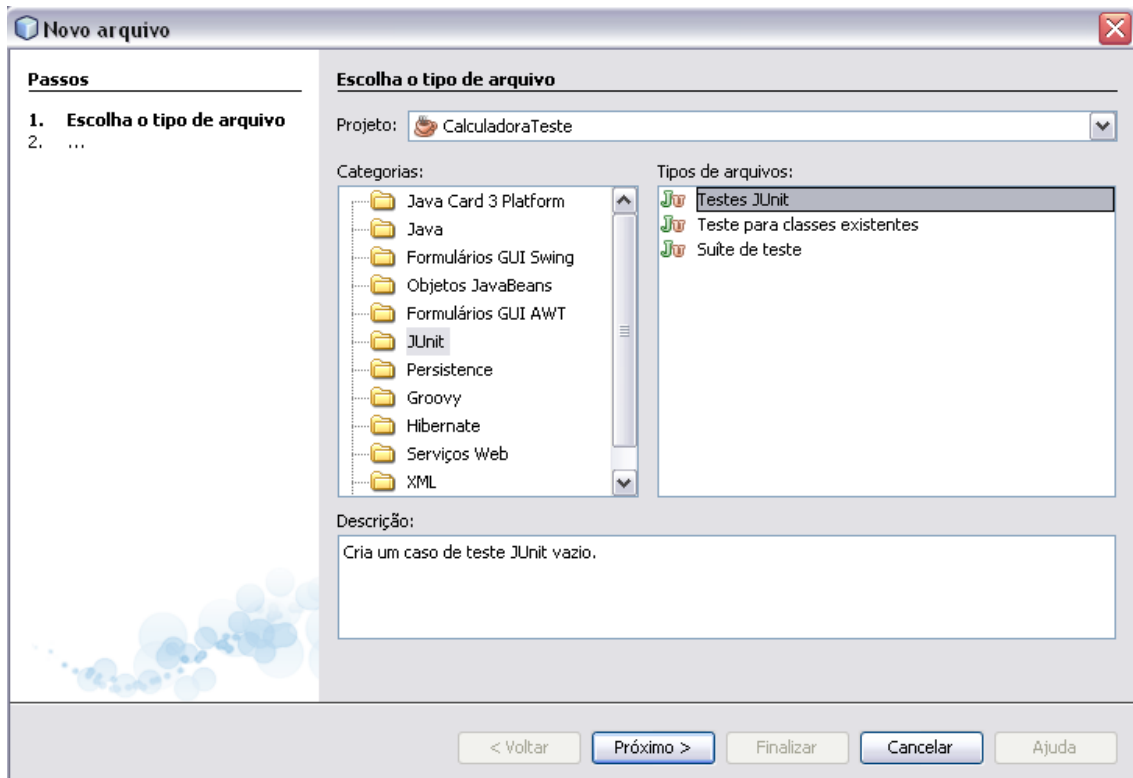 Novo arquivo
Passos
1. Escolha o tipo de arquivo
2. ...
Escolha o tipo de arquivo
Projeto: CalculadoraTeste
Categorias:
Java Card 3 Platform
Java
Formulários GUI Swing
Objetos JavaBeans
Formulários GUI AWT
JUnit
Persistence
Groovy
Hibernate
Serviços Web
XML
Tipos de arquivos:
Testes JUnit
Teste para classes existentes
Suíte de teste
Descrição:
Cria um caso de teste JUnit vazio.
< Voltar
Próximo >
Finalizar
Cancelar
Ajuda